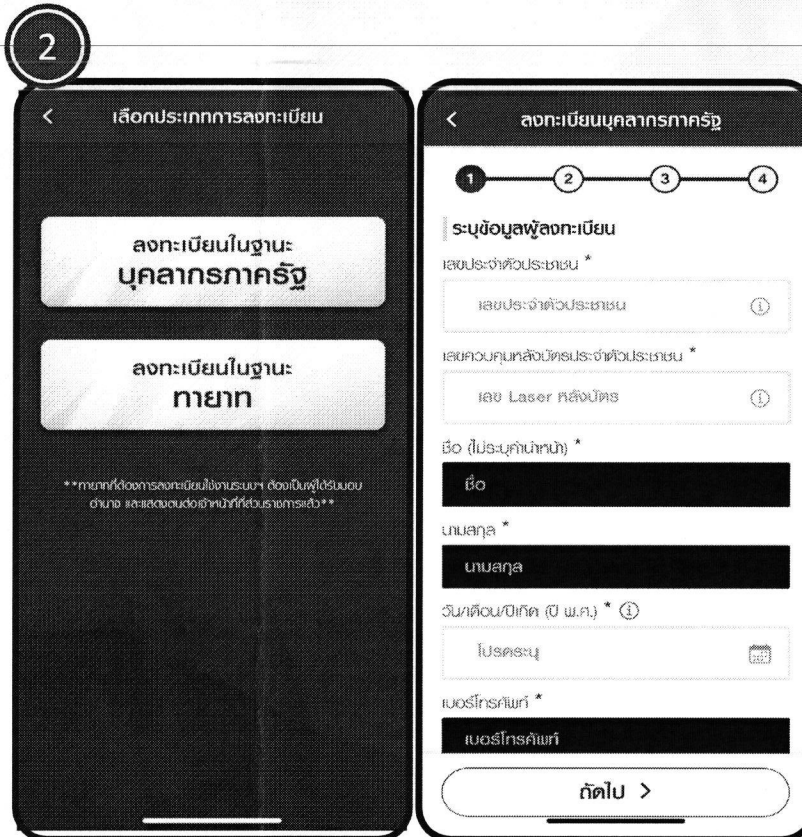 2
เลือกประเภทการลงทะเบียน
ลงทะเบียนในฐานะ
บุคลากรภาครัฐ
ลงทะเบียนในฐานะ
ทายาท
**ทายาทที่ต้องการลงทะเบียนใช้งานระบบฯ ต้องเป็นผู้ได้รับมอบ
อำนาจ และแสดงตนต่อเจ้าหน้าที่ที่ส่วนราชการแล้ว**
ลงทะเบียนบุคลากรภาครัฐ
1 2 3 4
ระบุข้อมูลผู้ลงทะเบียน
เลขประจำตัวประชาชน *
เลขประจำตัวประชาชน
เลขควบคุมหลังบัตรประจำตัวประชาชน *
เลข Laser หลังบัตร
ชื่อ (ไม่ระบุคำนำหน้า) *
ชื่อ
นามสกุล *
นามสกุล
วัน/เดือน/ปีเกิด (ปี พ.ศ.) *
โปรดระบุ
เบอร์โทรศัพท์ *
เบอร์โทรศัพท์
ถัดไป >